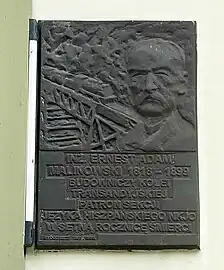 INŻ. ERNEST ADAM
MALINOWSKI 1818 – 1899
BUDOWNICZY KOLEI
TRANSANDYJSKIEJ
PATRON SEKCJI
JĘZYKA HISZPAŃSKIEGO NKJO
W SETNĄ ROCZNICĘ ŚMIERCI